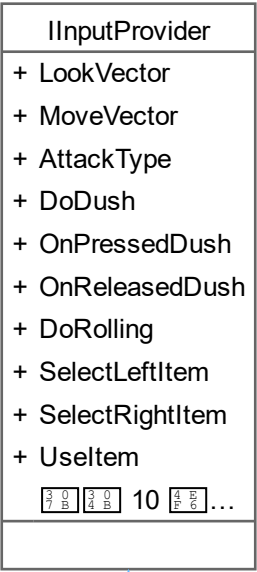 IInputProvider
+ LookVector
+ MoveVector
+ AttackType
+ DoDush
+ OnPressedDush
+ OnReleasedDush
+ DoRolling
+ SelectLeftItem
+ SelectRightItem
+ UseItem
10 …